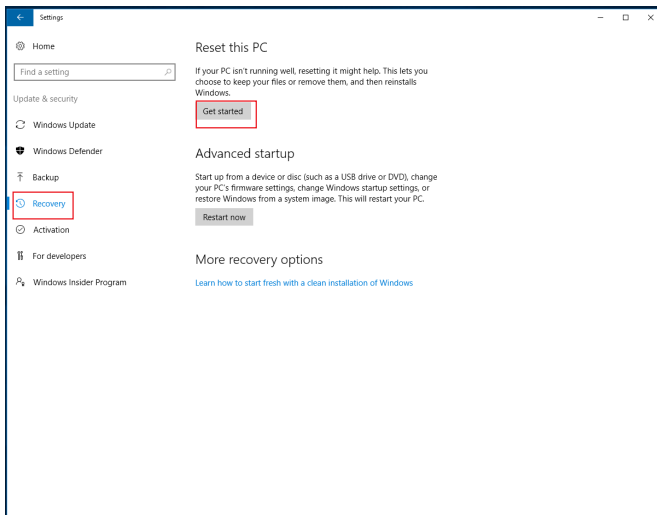 Settings
Home
Find a setting
Update & security
Windows Update
Windows Defender
Backup
Recovery
Activation
For developers
Windows Insider Program
Reset this PC
If your PC isn't running well, resetting it might help. This lets you
choose to keep your files or remove them, and then reinstalls
Windows.
Get started
Advanced startup
Start up from a device or disc (such as a USB drive or DVD), change
your PC's firmware settings, change Windows startup settings, or
restore Windows from a system image. This will restart your PC.
Restart now
More recovery options
Learn how to start fresh with a clean installation of Windows